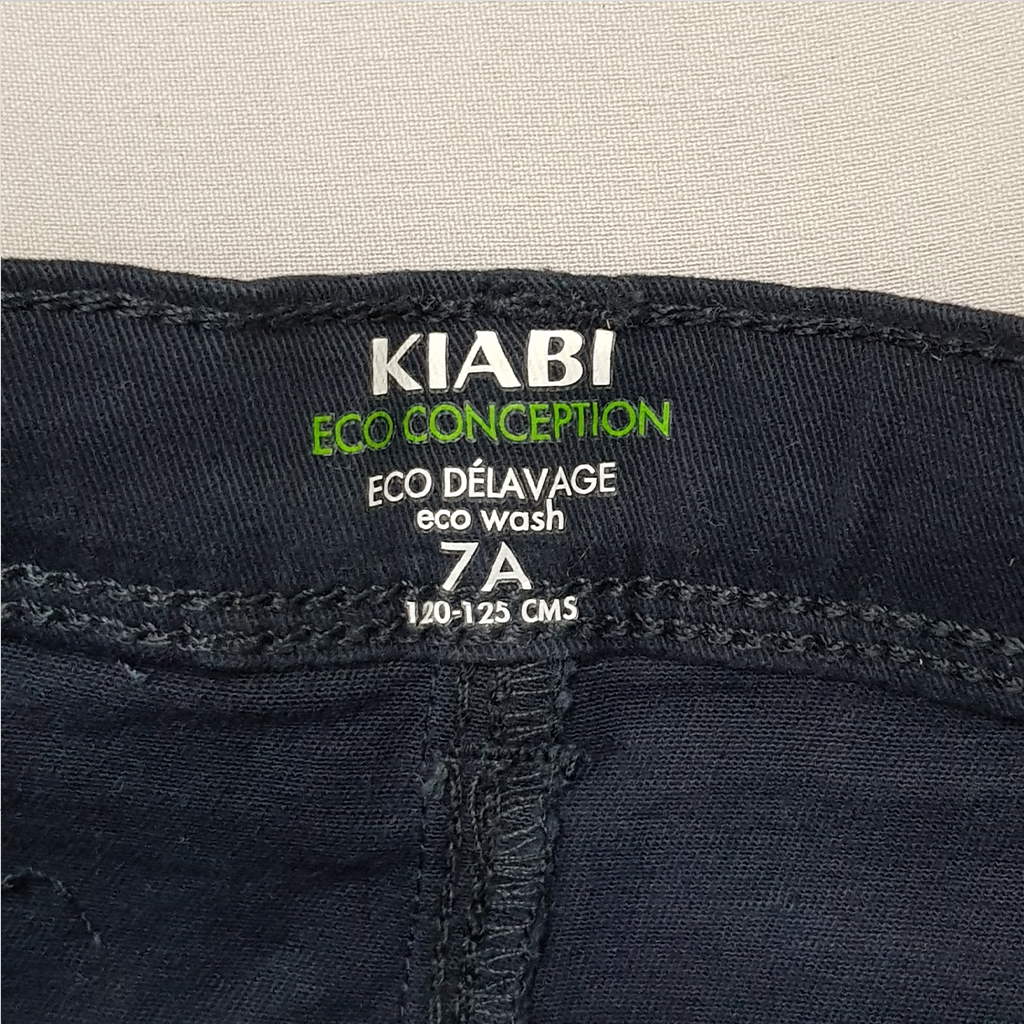 KIABI
ECO CONCEPTION
ECO DÉLAVAGE
eco wash
7A
120-125 CMS